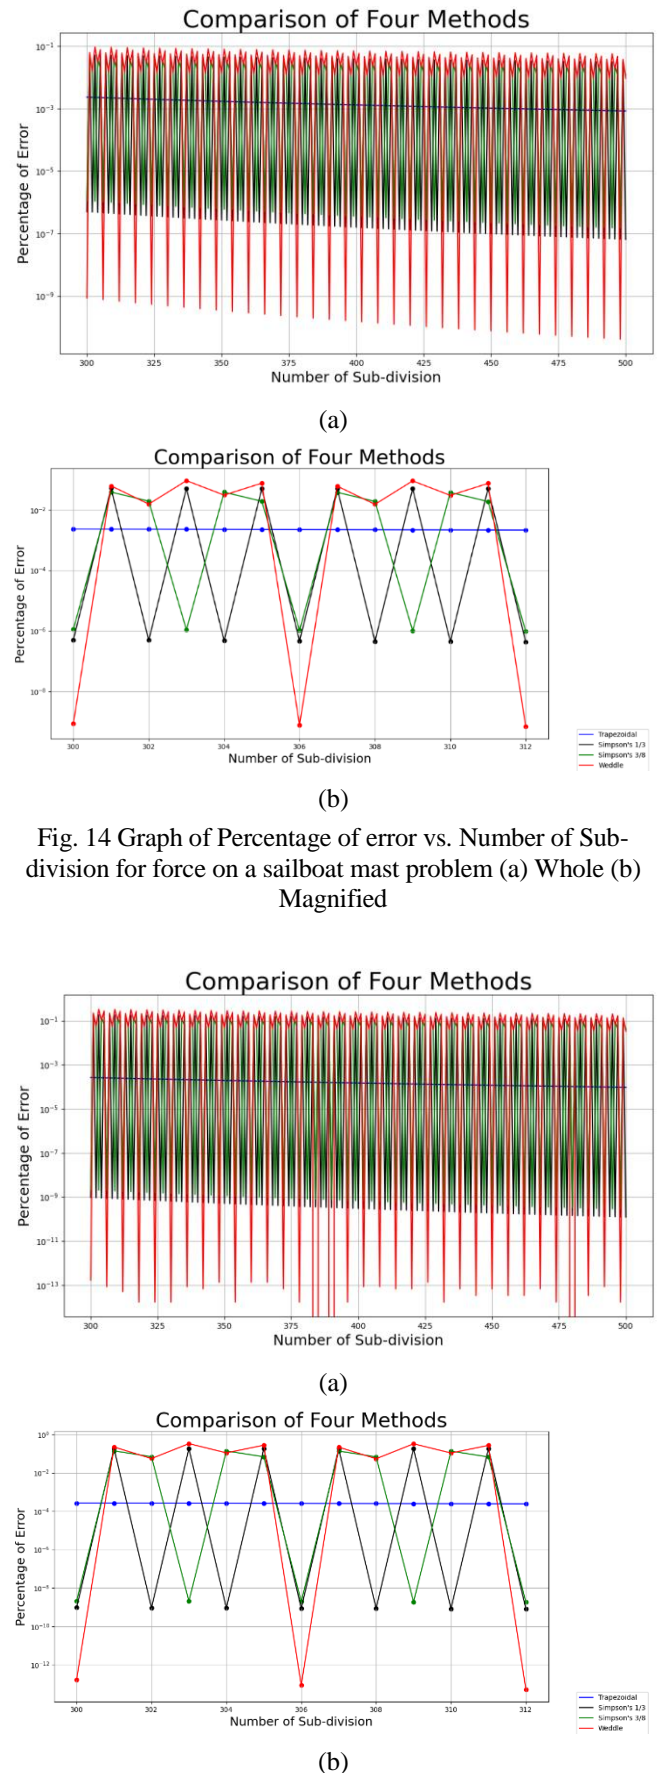 Comparison of Four Methods
10⁻¹
10⁻³
10⁻⁵
10⁻⁷
10⁻⁹
Percentage of Error
300 325 350 375 400 425 450 475 500
Number of Sub-division
(a)
Comparison of Four Methods
10⁻²
10⁻⁴
10⁻⁶
10⁻⁸
Percentage of Error
300 302 304 306 308 310 312
Number of Sub-division
Trapezoidal
Simpson's 1/3
Simpson's 3/8
Weddle
(b)
Fig. 14 Graph of Percentage of error vs. Number of Sub-
division for force on a sailboat mast problem (a) Whole (b)
Magnified
Comparison of Four Methods
10⁻¹
10⁻³
10⁻⁵
10⁻⁷
10⁻⁹
10⁻¹¹
10⁻¹³
Percentage of Error
300 325 350 375 400 425 450 475 500
Number of Sub-division
(a)
Comparison of Four Methods
10⁰
10⁻²
10⁻⁴
10⁻⁶
10⁻⁸
10⁻¹⁰
10⁻¹²
Percentage of Error
300 302 304 306 308 310 312
Number of Sub-division
Trapezoidal
Simpson's 1/3
Simpson's 3/8
Weddle
(b)